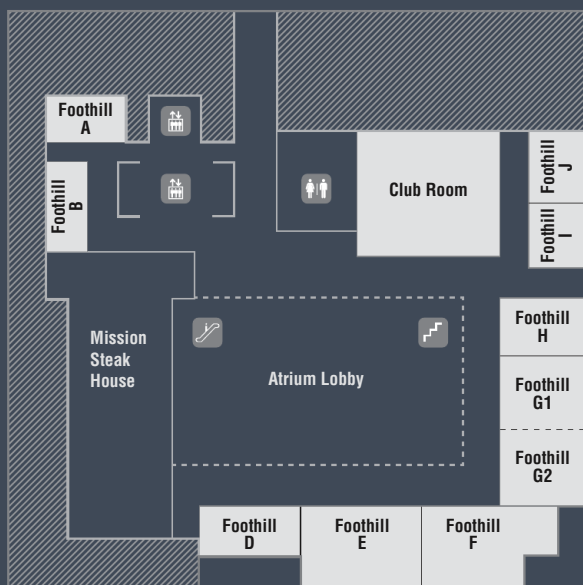 Foothill
A
Foothill
B
Club Room
Foothill
J
Foothill
I
Mission
Steak
House
Atrium Lobby
Foothill
H
Foothill
G1
Foothill
G2
Foothill
D
Foothill
E
Foothill
F